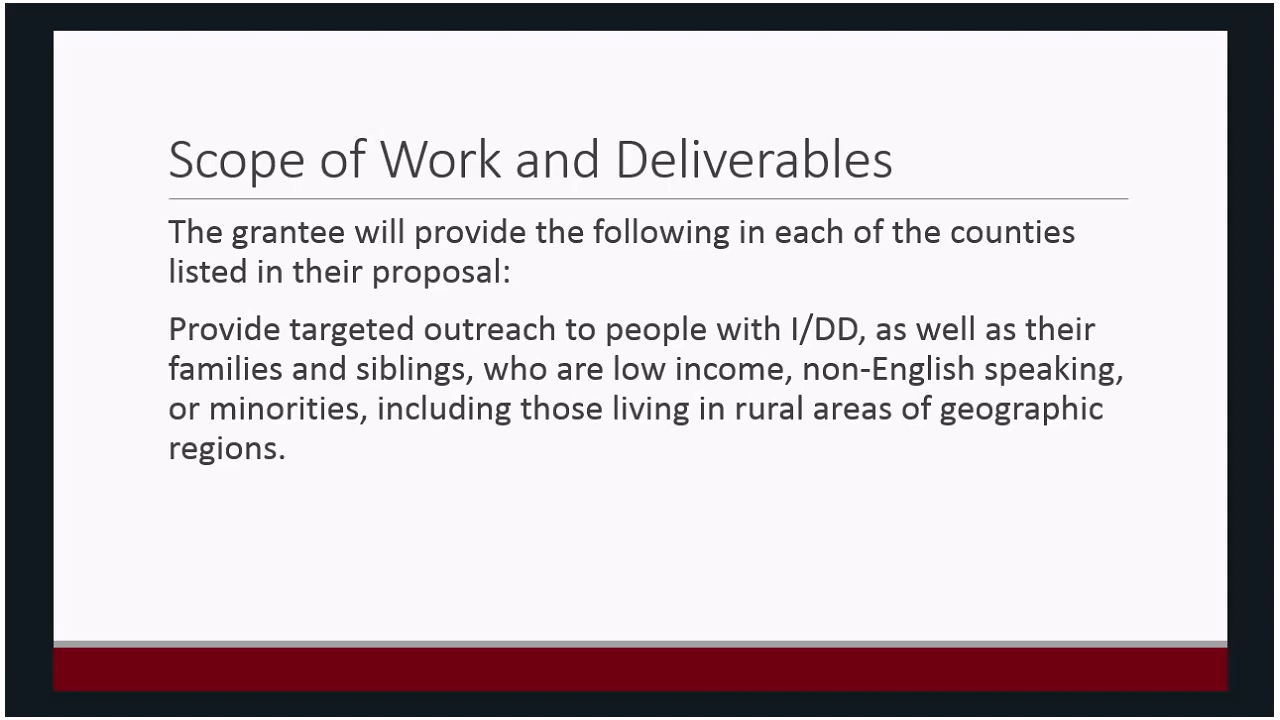 Scope of Work and Deliverables
The grantee will provide the following in each of the counties
listed in their proposal:
Provide targeted outreach to people with I/DD, as well as their
families and siblings, who are low income, non-English speaking,
or minorities, including those living in rural areas of geographic
regions.